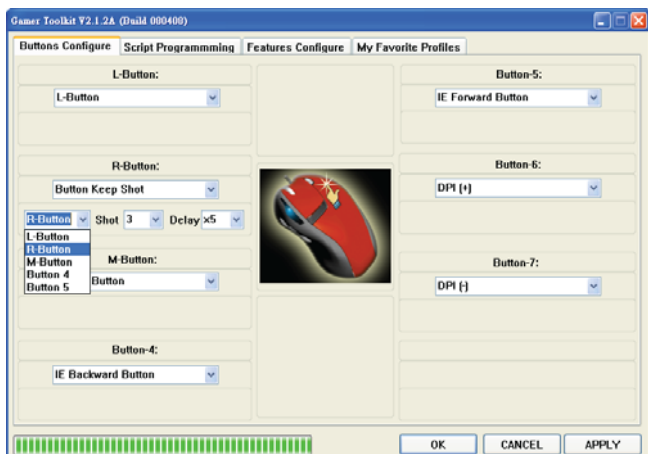 Gamer Toolkit V2.1.2A (Build 000400)
Buttons Configure Script Programmming Features Configure My Favorite Profiles
L-Button:
L-Button
R-Button:
Button Keep Shot
R-Button Shot 3 Delay x5
L-Button
R-Button
M-Button
Button 4
Button 5
M-Button:
Button
Button-4:
IE Backward Button
Button-5:
IE Forward Button
Button-6:
DPI (+)
Button-7:
DPI (-)
OK CANCEL APPLY